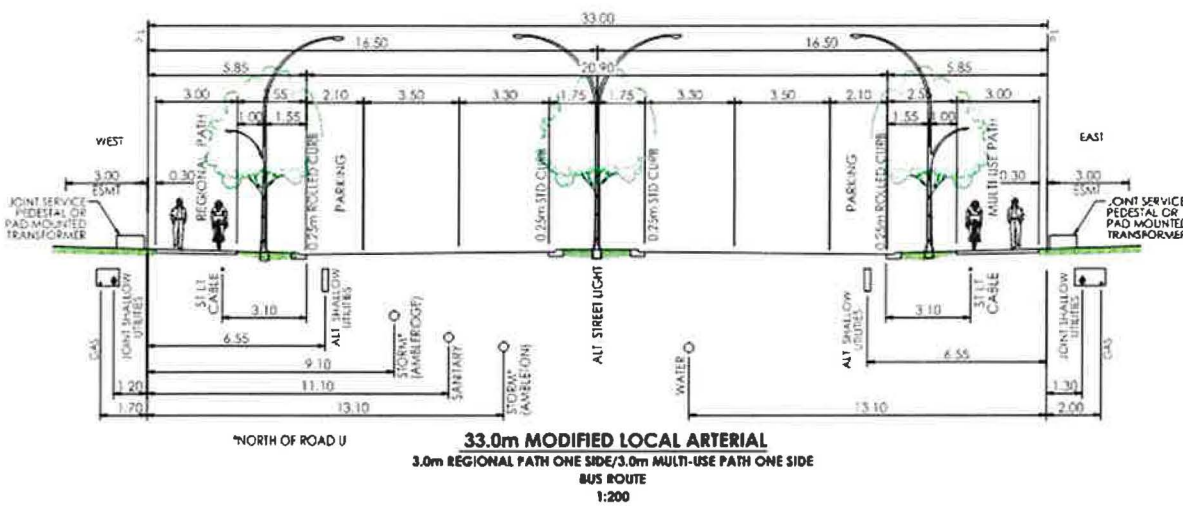 33.00
16.50 16.50
5.85 20.90 5.85
3.00 2.10 3.50 3.30 1.75 1.75 3.30 3.50 2.10 3.00
1.00 1.55 1.55 1.00
WEST
EAST
REGIONAL PATH
0.25m ROLLED CURB
PARKING
0.25m STD CURB
0.25m STD CURB
PARKING
0.25m ROLLED CURB
MULTI-USE PATH
3.00 0.30 0.30 3.00
ESMT ESMT
JOINT SERVICE
PEDESTAL OR
PAD MOUNTED
TRANSFORMER
JOINT SERVICE
PEDESTAL OR
PAD MOUNTED
TRANSFORMER
GAS
JOINT SHALLOW
UTILITIES
ST LT
CABLE
3.10
ALT SHALLOW
UTILITIES
ALT STREET LIGHT
ALT SHALLOW
UTILITIES
3.10
ST LT
CABLE
JOINT SHALLOW
UTILITIES
GAS
6.55 6.55
9.10
STORM*
(AMBLERIDGE)
SANITARY
STORM*
(AMBLETON)
WATER
1.20 11.10 1.30
1.70 13.10 13.10 2.00
*NORTH OF ROAD U
33.0m MODIFIED LOCAL ARTERIAL
3.0m REGIONAL PATH ONE SIDE/3.0m MULTI-USE PATH ONE SIDE
BUS ROUTE
1:200